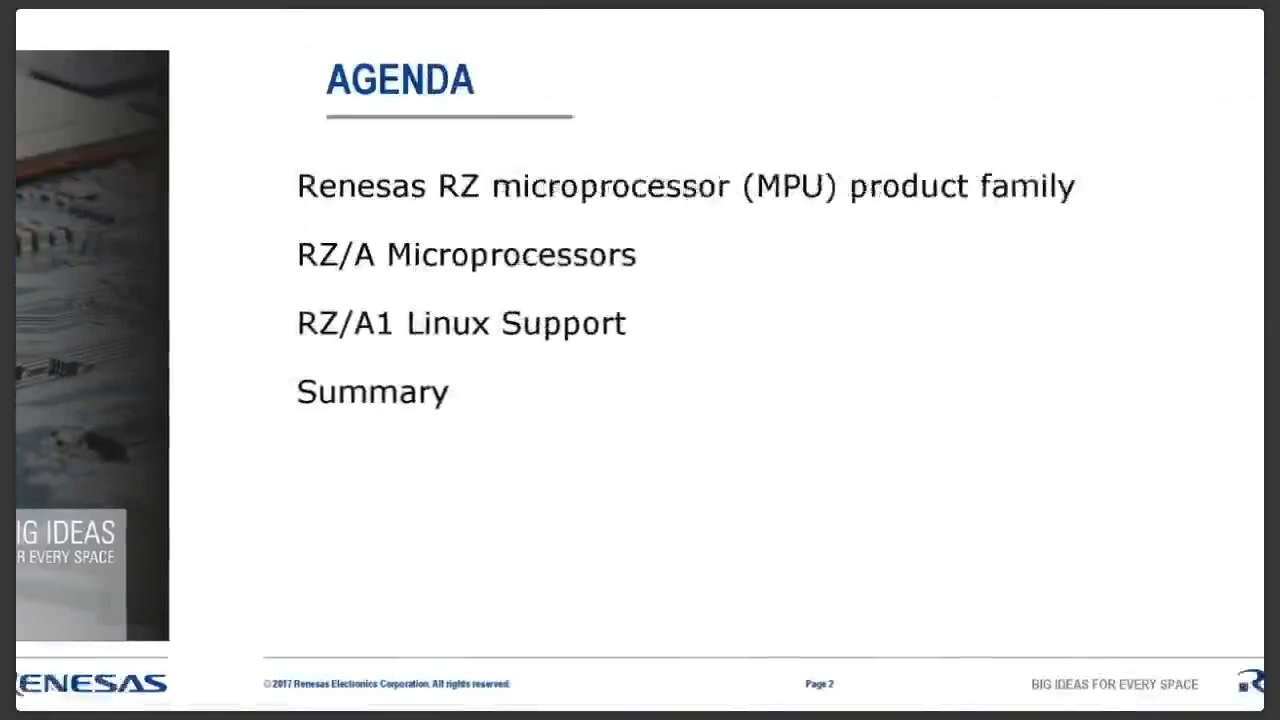 AGENDA
Renesas RZ microprocessor (MPU) product family
RZ/A Microprocessors
RZ/A1 Linux Support
Summary
IG IDEAS
R EVERY SPACE
RENESAS
© 2017 Renesas Electronics Corporation. All rights reserved.
Page 2
BIG IDEAS FOR EVERY SPACE
R